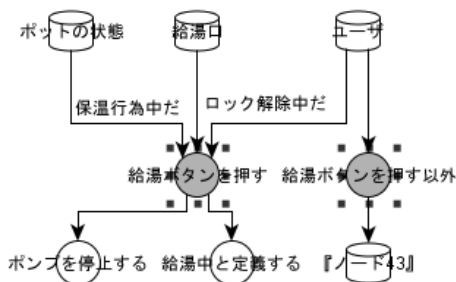 ポットの状態
給湯口
ユーザ
保温行為中だ
ロック解除中だ
給湯ボタンを押す
給湯ボタンを押す以外
ポンプを停止する
給湯中と定義する
『ノード43』